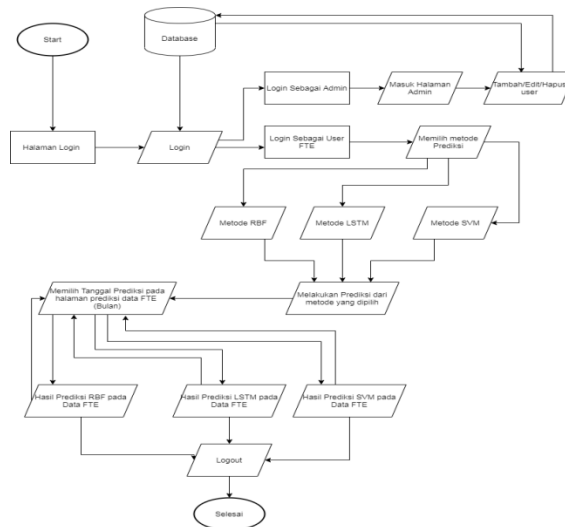 Start
Database
Login Sebagai Admin
Masuk Halaman
Admin
Tambah/Edit/Hapus
user
Halaman Login
Login
Login Sebagai User
FTE
Memilih metode
Prediksi
Metode RBF
Metode LSTM
Metode SVM
Memilih Tanggal Prediksi pada
halaman prediksi data FTE
(Bulan)
Melakukan Prediksi dari
metode yang dipilih
Hasil Prediksi RBF pada
Data FTE
Hasil Prediksi LSTM pada
Data FTE
Hasil Prediksi SVM pada
Data FTE
Logout
Selesai